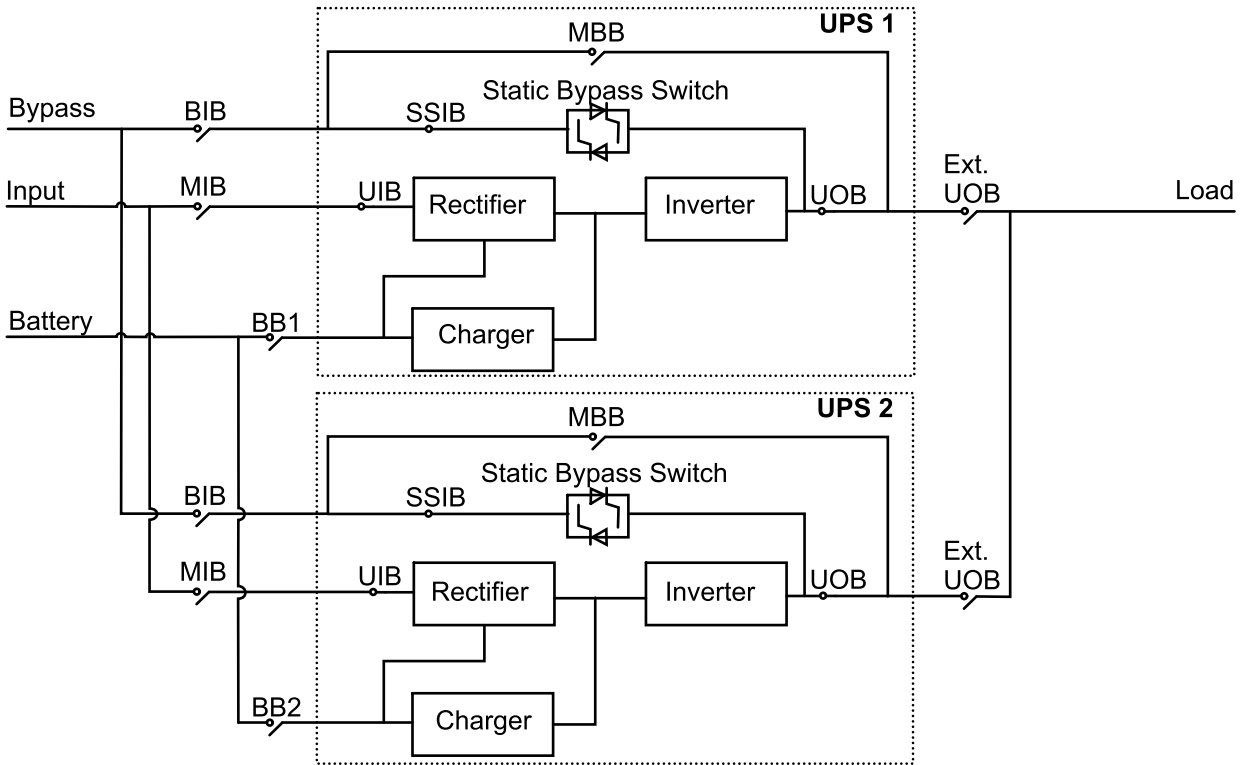 UPS 1
MBB
Static Bypass Switch
Bypass
BIB
SSIB
Ext.
UOB
Input
MIB
UIB
Rectifier
Inverter
UOB
Load
Battery
BB1
Charger
UPS 2
MBB
Static Bypass Switch
BIB
SSIB
Ext.
UOB
MIB
UIB
Rectifier
Inverter
UOB
BB2
Charger